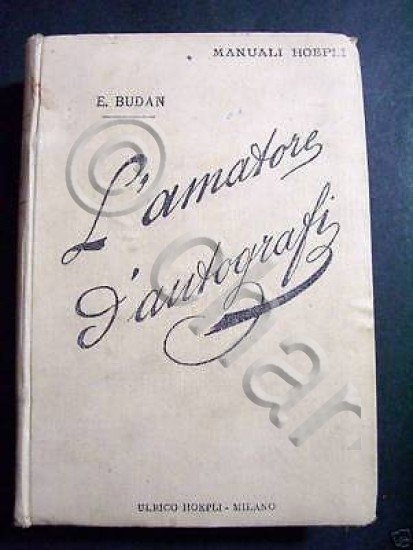 MANUALI HOEPLI
E. BUDAN
L'amatore
d'autografi
ULRICO HOEPLI - MILANO